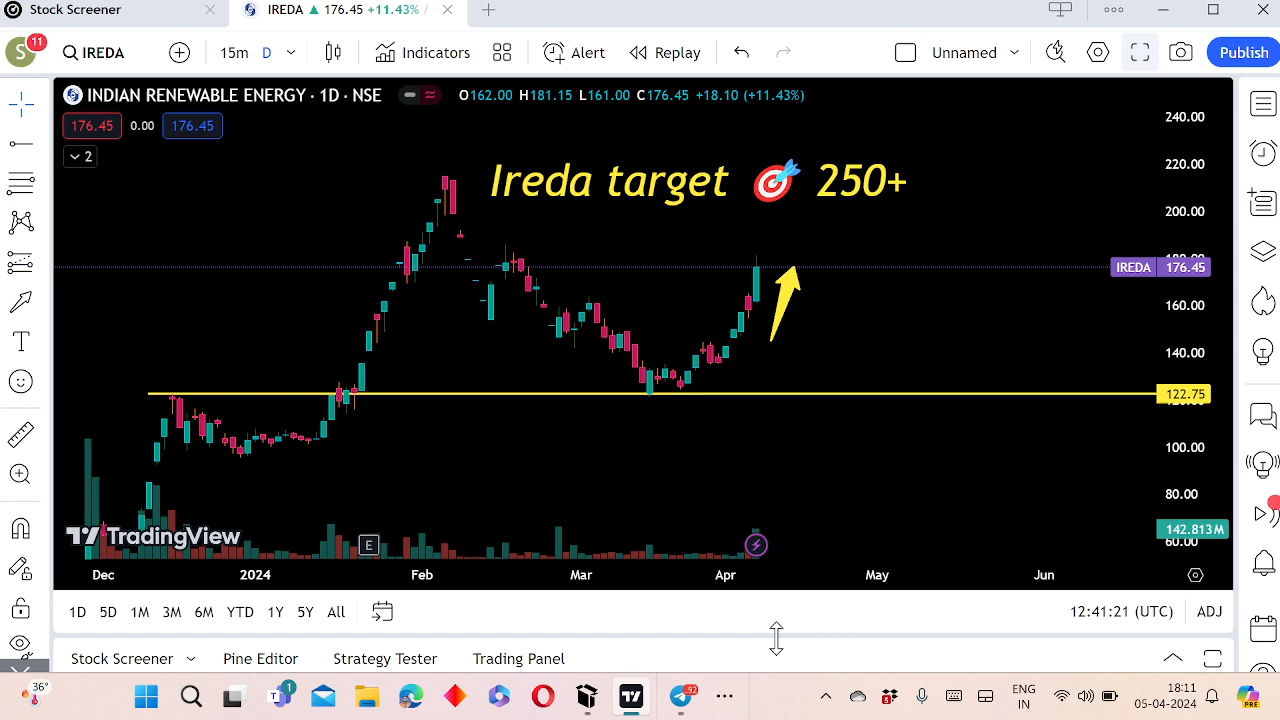 Stock Screener
IREDA ▲ 176.45 +11.43% /
S 11
IREDA
15m D
Indicators
Alert
Replay
Unnamed
Publish
INDIAN RENEWABLE ENERGY · 1D · NSE
O162.00 H181.15 L161.00 C176.45 +18.10 (+11.43%)
176.45 0.00 176.45
2
Ireda target 🎯 250+
240.00
220.00
200.00
IREDA 176.45
160.00
140.00
122.75
100.00
80.00
142.813M
60.00
TradingView
E
Dec 2024 Feb Mar Apr May Jun
1D 5D 1M 3M 6M YTD 1Y 5Y All
12:41:21 (UTC) ADJ
Stock Screener Pine Editor Strategy Tester Trading Panel
36°
1
92
ENG
IN
18:11
05-04-2024
PRE